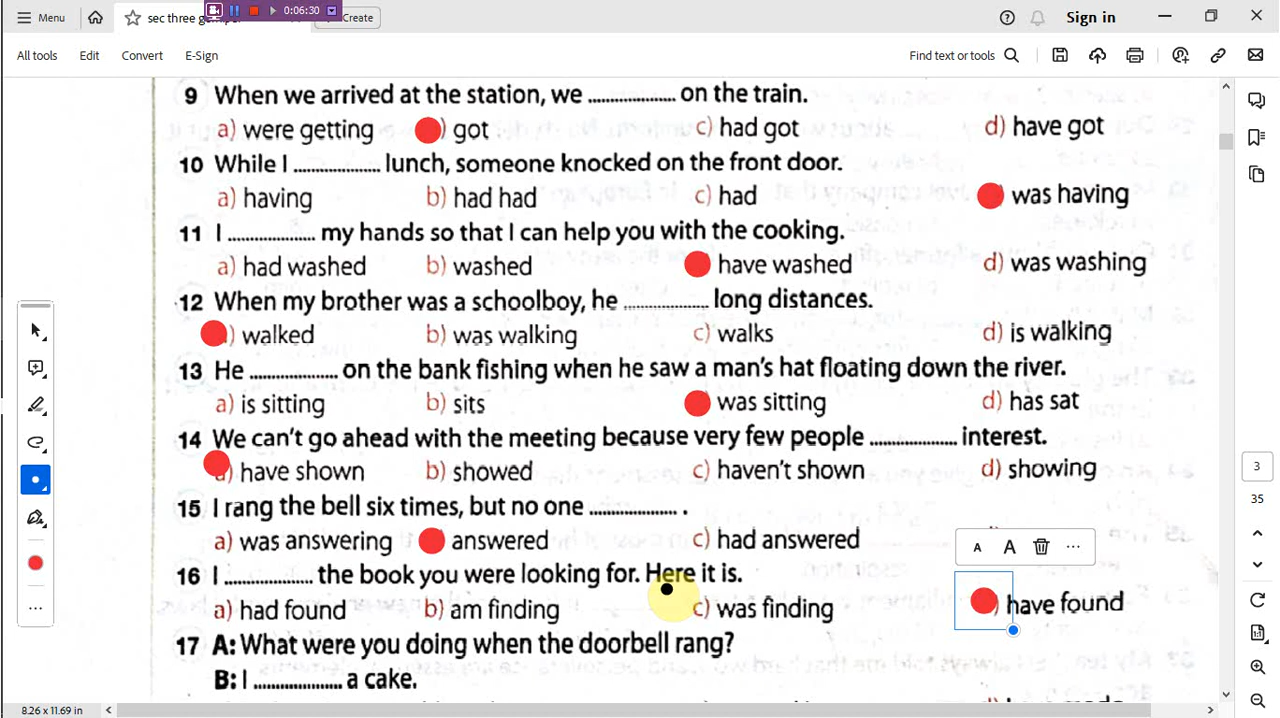 Menu
sec three
Create
0:06:30
Sign in
All tools Edit Convert E-Sign
Find text or tools
9 When we arrived at the station, we .................... on the train.
a) were getting ) got c) had got d) have got
10 While I .................... lunch, someone knocked on the front door.
a) having b) had had c) had was having
11 I .................... my hands so that I can help you with the cooking.
a) had washed b) washed have washed d) was washing
12 When my brother was a schoolboy, he .................... long distances.
) walked b) was walking c) walks d) is walking
13 He .................... on the bank fishing when he saw a man's hat floating down the river.
a) is sitting b) sits was sitting d) has sat
14 We can't go ahead with the meeting because very few people .................... interest.
have shown b) showed c) haven't shown d) showing
15 I rang the bell six times, but no one .................... .
a) was answering answered c) had answered
A A ...
16 I .................... the book you were looking for. Here it is.
a) had found b) am finding c) was finding ) have found
17 A: What were you doing when the doorbell rang?
B: I .................... a cake.
3
35
8.26 x 11.69 in